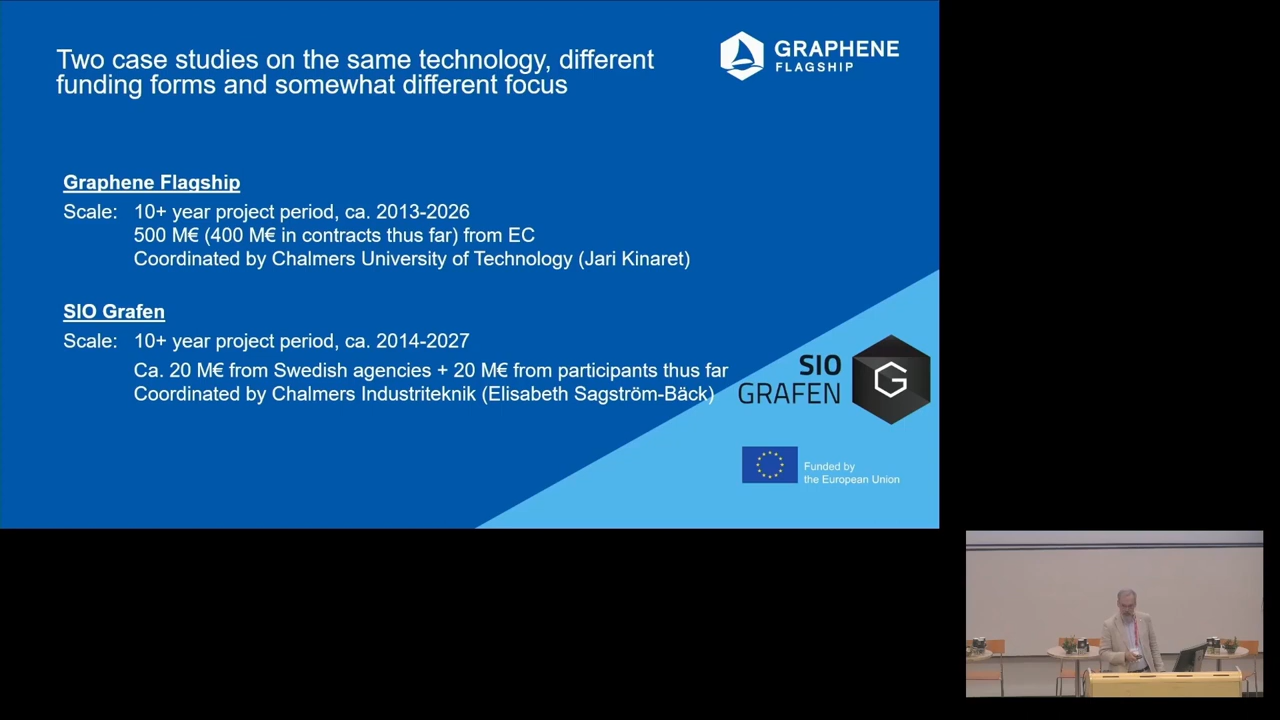 Two case studies on the same technology, different
funding forms and somewhat different focus
GRAPHENE
FLAGSHIP
Graphene Flagship
Scale: 10+ year project period, ca. 2013-2026
500 M€ (400 M€ in contracts thus far) from EC
Coordinated by Chalmers University of Technology (Jari Kinaret)
SIO Grafen
Scale: 10+ year project period, ca. 2014-2027
Ca. 20 M€ from Swedish agencies + 20 M€ from participants thus far
Coordinated by Chalmers Industriteknik (Elisabeth Sagström-Bäck)
SIO
GRAFEN
G
Funded by
the European Union